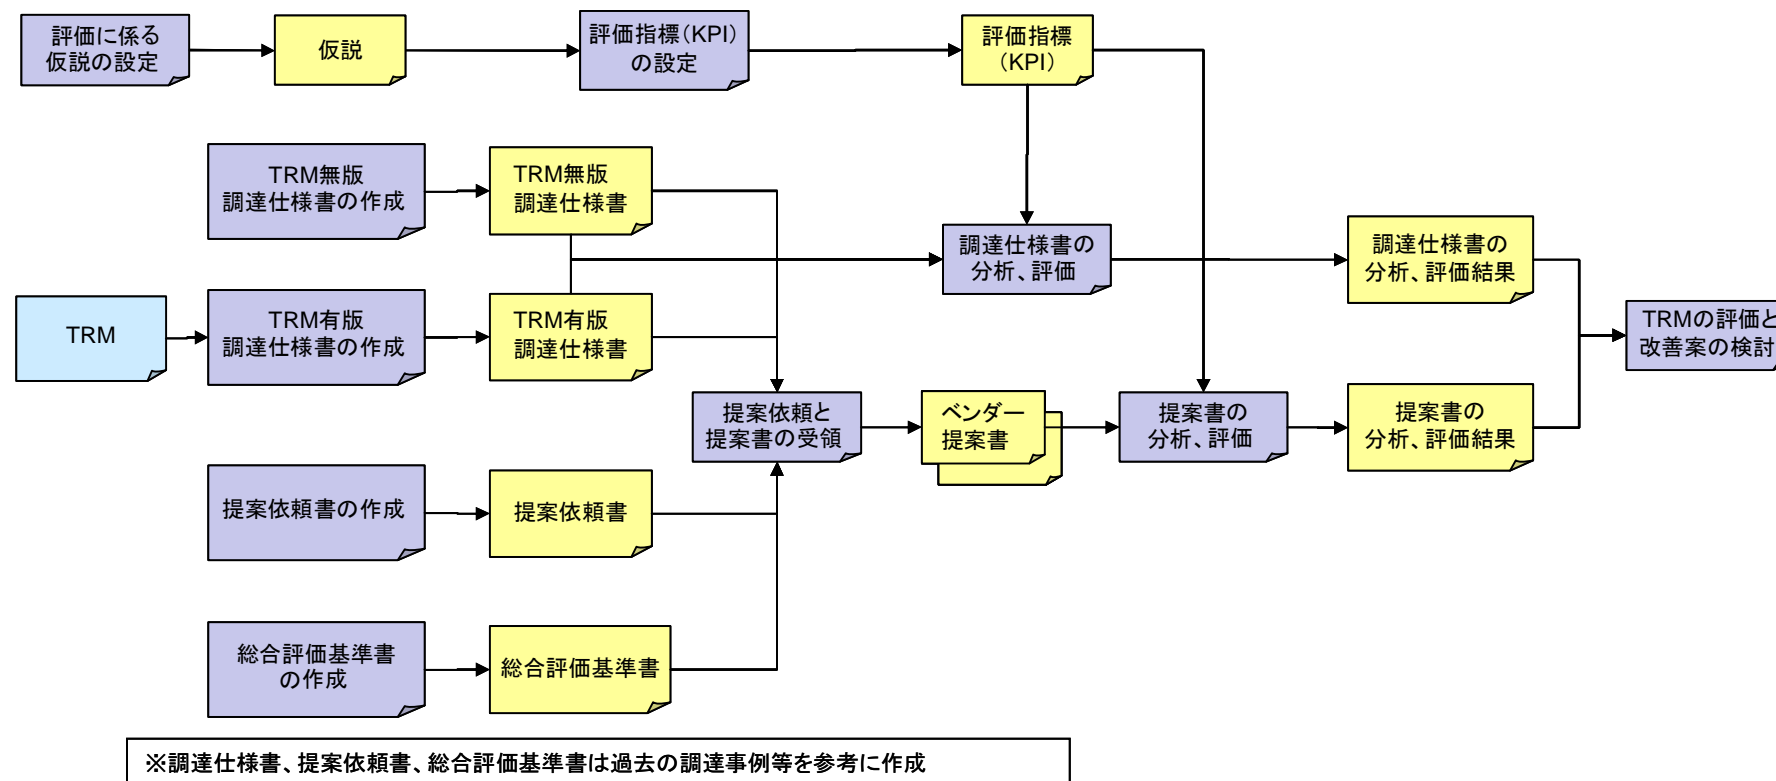 評価に係る
仮説の設定
仮説
評価指標(KPI)
の設定
評価指標
(KPI)
TRM無版
調達仕様書の作成
TRM無版
調達仕様書
調達仕様書の
分析、評価
調達仕様書の
分析、評価結果
TRM
TRM有版
調達仕様書の作成
TRM有版
調達仕様書
TRMの評価と
改善案の検討
提案依頼と
提案書の受領
ベンダー
提案書
提案書の
分析、評価
提案書の
分析、評価結果
提案依頼書の作成
提案依頼書
総合評価基準書
の作成
総合評価基準書
※調達仕様書、提案依頼書、総合評価基準書は過去の調達事例等を参考に作成